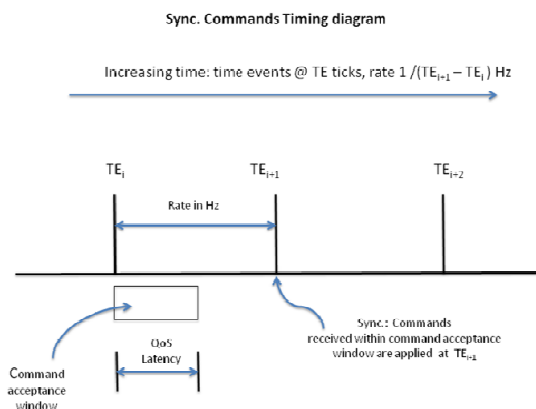 Sync. Commands Timing diagram
Increasing time: time events @ TE ticks, rate 1 /(TEi+1 – TEi ) Hz
TEi
TEi+1
TEi+2
Rate in Hz
QoS
Latency
Command
acceptance
window
Sync.: Commands
received within command acceptance
window are applied at TEi+1